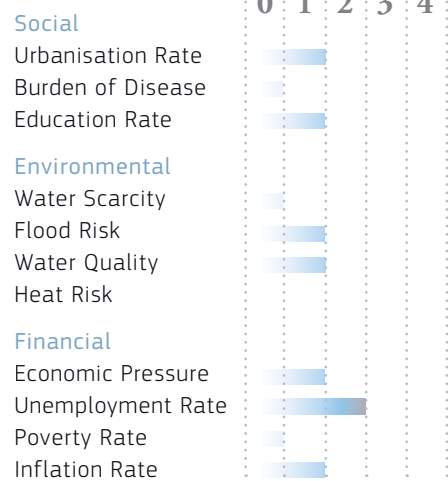 0 1 2 3 4
Social
Urbanisation Rate
Burden of Disease
Education Rate
Environmental
Water Scarcity
Flood Risk
Water Quality
Heat Risk
Financial
Economic Pressure
Unemployment Rate
Poverty Rate
Inflation Rate